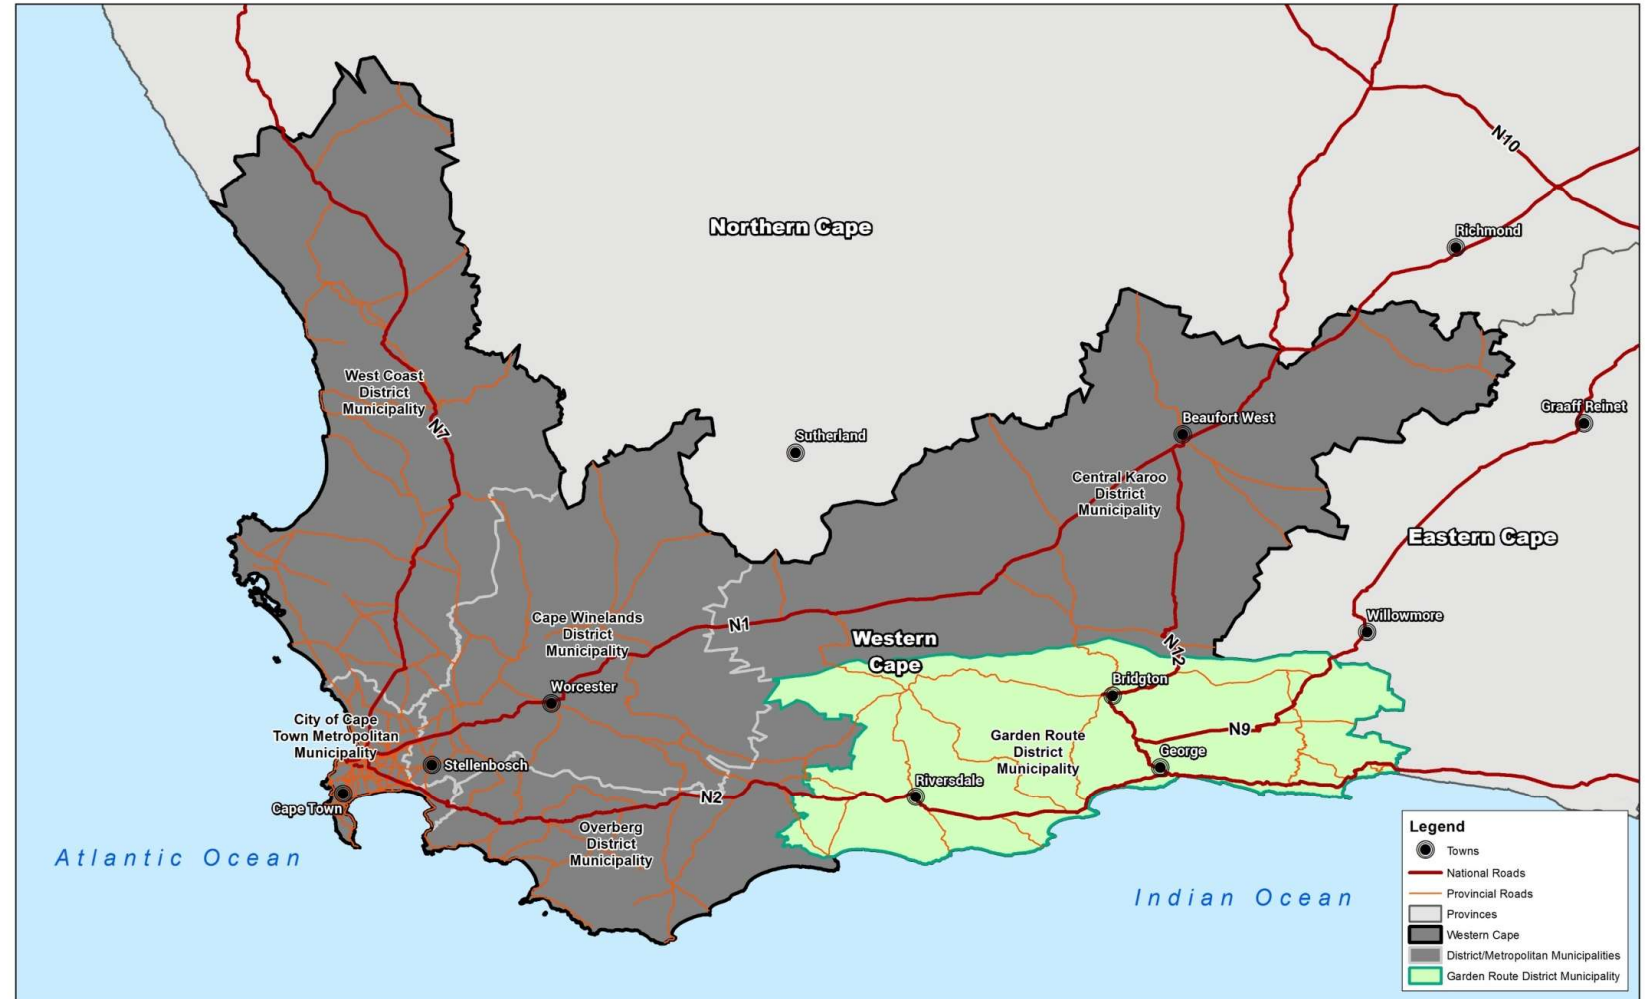 N10
Northern Cape
Richmond
West Coast
District
Municipality
N7
Sutherland
Beaufort West
Graaff Reinet
Central Karoo
District
Municipality
Eastern Cape
Cape Winelands
District
Municipality
N1
Western
Cape
N12
Willowmore
Worcester
Bridgton
City of Cape
Town Metropolitan
Municipality
Garden Route
District
Municipality
N9
George
Stellenbosch
Riversdale
Cape Town
N2
Overberg
District
Municipality
Atlantic Ocean
Indian Ocean
Legend
Towns
National Roads
Provincial Roads
Provinces
Western Cape
District/Metropolitan Municipalities
Garden Route District Municipality